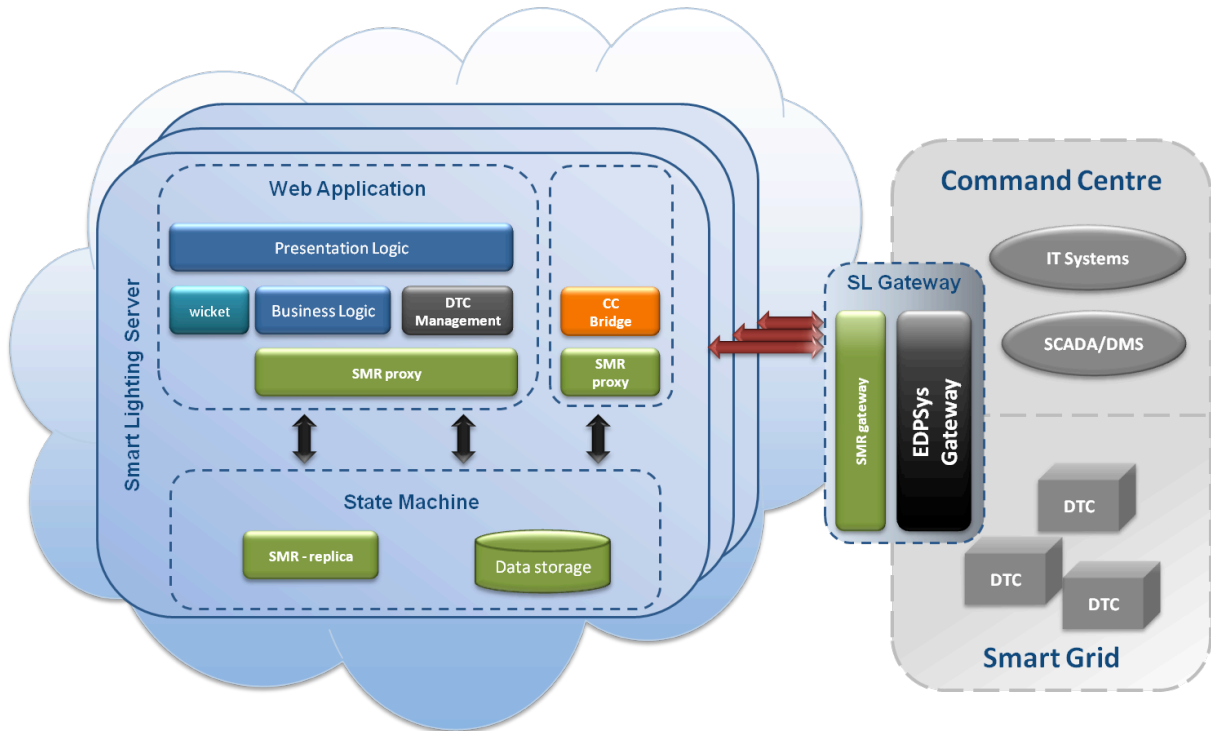 Smart Lighting Server
Web Application
Presentation Logic
wicket
Business Logic
DTC
Management
SMR proxy
CC
Bridge
SMR
proxy
State Machine
SMR - replica
Data storage
SL Gateway
SMR gateway
EDPSys
Gateway
Command Centre
IT Systems
SCADA/DMS
DTC
DTC
DTC
Smart Grid